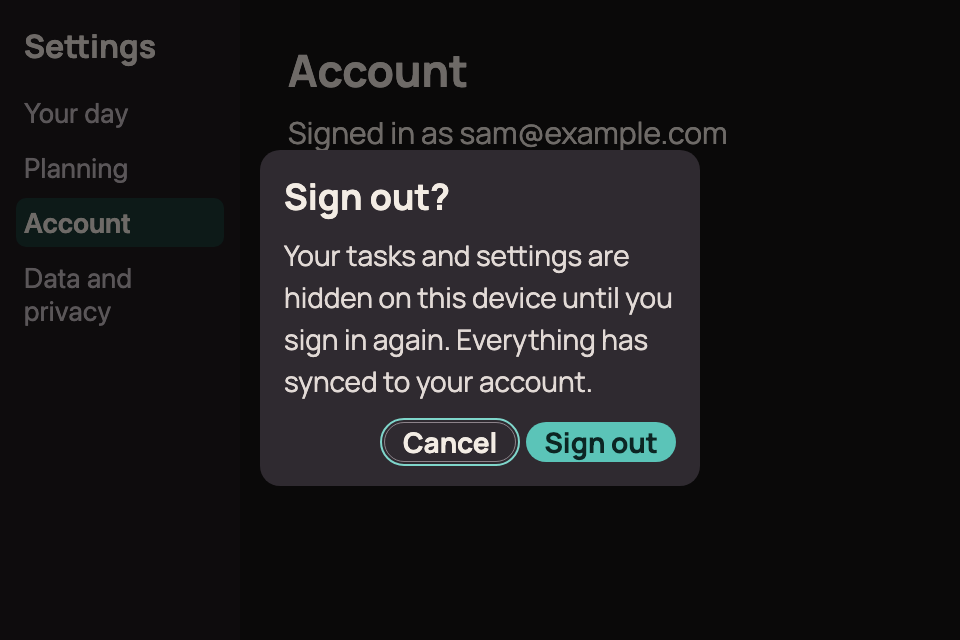 Settings
Your day
Planning
Account
Data and
privacy
Account
Signed in as sam@example.com
Sign out?
Your tasks and settings are
hidden on this device until you
sign in again. Everything has
synced to your account.
Cancel
Sign out